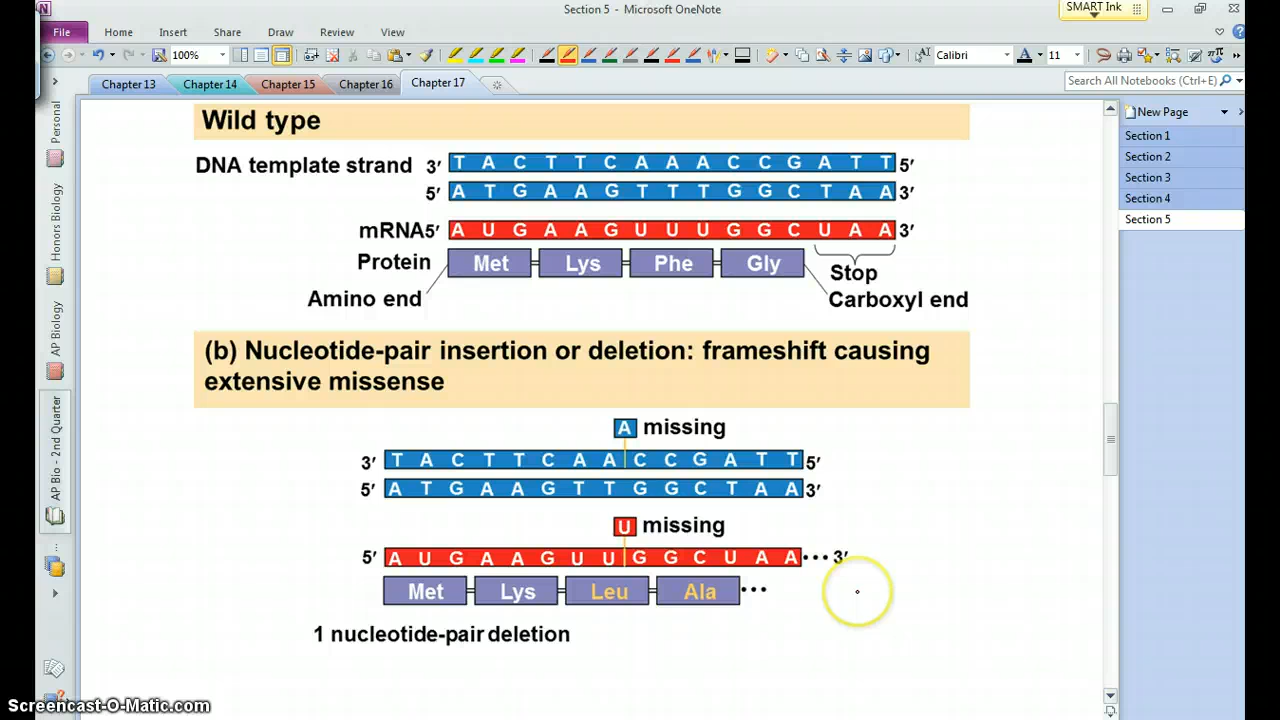 Section 5 - Microsoft OneNote
SMART Ink
File Home Insert Share Draw Review View
100% Calibri 11
Chapter 13 Chapter 14 Chapter 15 Chapter 16 Chapter 17
Search All Notebooks (Ctrl+E)
New Page
Section 1
Section 2
Section 3
Section 4
Section 5
Personal
Honors Biology
AP Biology
AP Bio - 2nd Quarter
Wild type
DNA template strand 3′ T A C T T C A A A C C G A T T 5′
5′ A T G A A G T T T G G C T A A 3′
mRNA 5′ A U G A A G U U U G G C U A A 3′
Protein Met Lys Phe Gly
Stop
Amino end Carboxyl end
(b) Nucleotide-pair insertion or deletion: frameshift causing
extensive missense
A missing
3′ T A C T T C A A C C G A T T 5′
5′ A T G A A G T T G G C T A A 3′
U missing
5′ A U G A A G U U G G C U A A ... 3′
Met Lys Leu Ala ...
1 nucleotide-pair deletion
Screencast-O-Matic.com